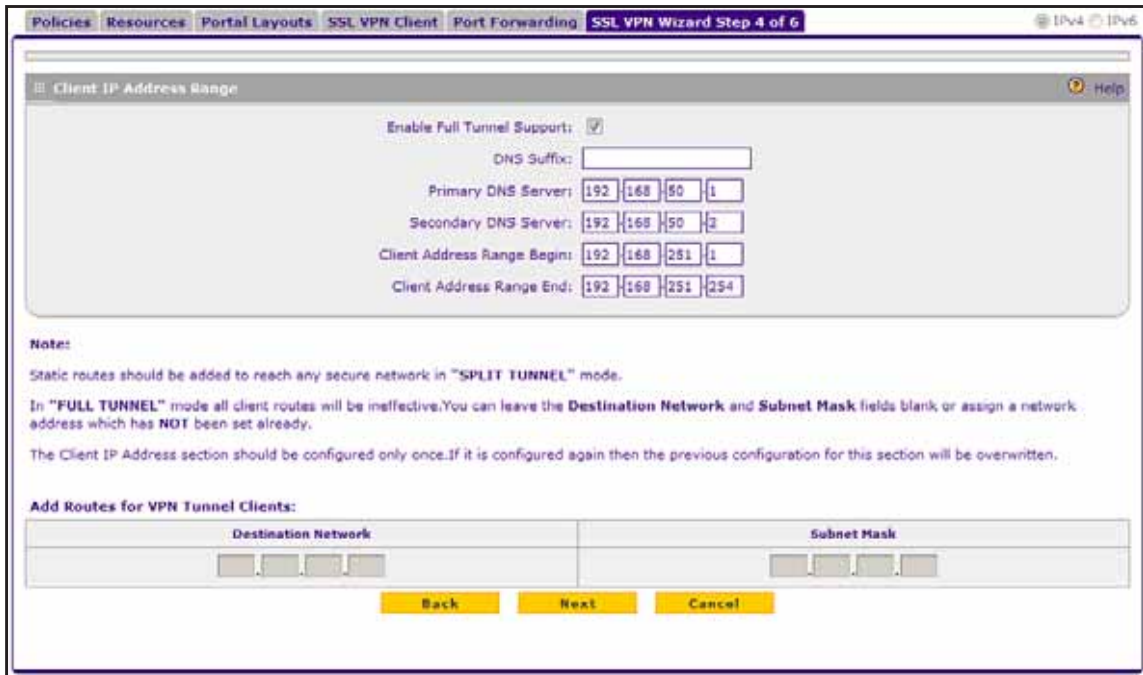 Policies Resources Portal Layouts SSL VPN Client Port Forwarding SSL VPN Wizard Step 4 of 6 IPv4 IPv6
Client IP Address Range Help
Enable Full Tunnel Support:
DNS Suffix:
Primary DNS Server: 192 168 50 1
Secondary DNS Server: 192 168 50 2
Client Address Range Begin: 192 168 251 1
Client Address Range End: 192 168 251 254
Note:
Static routes should be added to reach any secure network in "SPLIT TUNNEL" mode.
In "FULL TUNNEL" mode all client routes will be ineffective.You can leave the Destination Network and Subnet Mask fields blank or assign a network
address which has NOT been set already.
The Client IP Address section should be configured only once.If it is configured again then the previous configuration for this section will be overwritten.
Add Routes for VPN Tunnel Clients:
Destination Network Subnet Mask
. . . . . .
Back Next Cancel